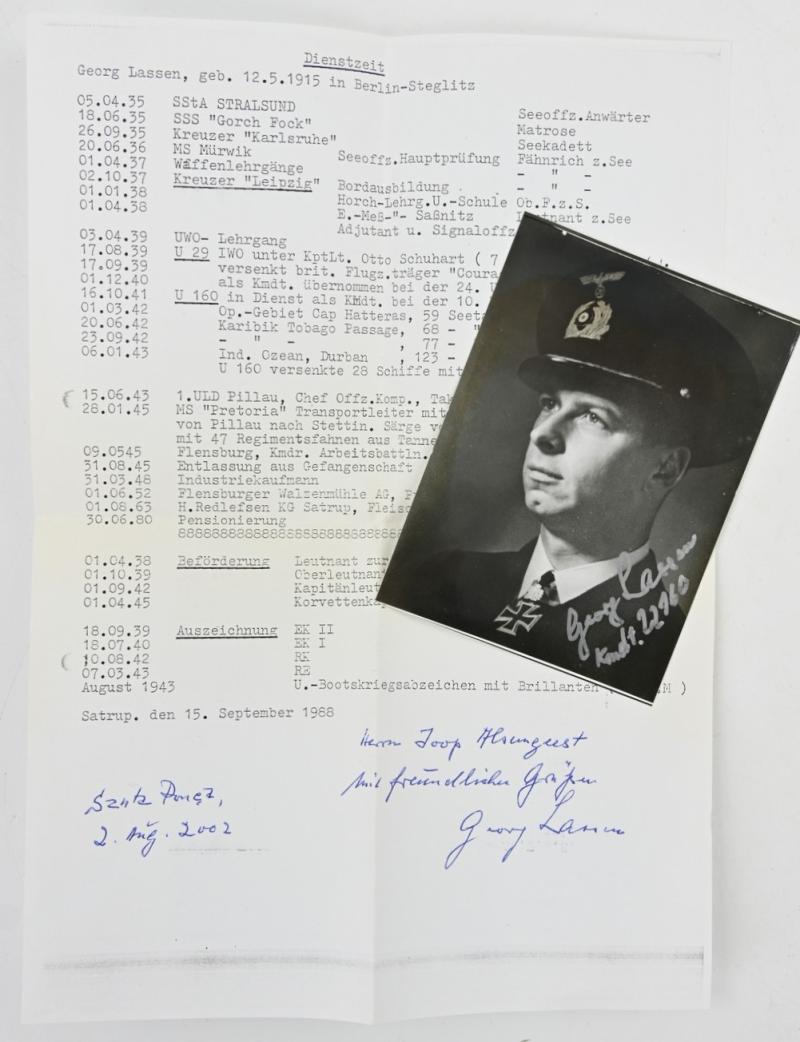 Dienstzeit
Georg Lassen, geb. 12.5.1915 in Berlin-Steglitz
05.04.35 SStA STRALSUND Seeoffz.Anwärter
18.06.35 SSS "Gorch Fock" Matrose
26.09.35 Kreuzer "Karlsruhe" Seekadett
20.06.36 MS Mürwik Seeoffz.Hauptprüfung Fähnrich z.See
01.04.37 Waffenlehrgänge - " -
02.10.37 Kreuzer "Leipzig" Bordausbildung - " -
01.01.38 Horch-Lehrg.U.-Schule Ob.F.z.S.
01.04.38 E.-Meß-"- Saßnitz Leutnant z.See
Adjutant u. Signaloffz
03.04.39 UWO- Lehrgang
17.08.39 U 29 IWO unter KptLt. Otto Schuhart ( 7
17.09.39 versenkt brit. Flugz.träger "Coura
01.12.40 als Kmdt. übernommen bei der 24. U
16.10.41 U 160 in Dienst als KMdt. bei der 10.
01.03.42 Op.-Gebiet Cap Hatteras, 59 Seeta
20.06.42 Karibik Tobago Passage, 68 - "
23.09.42 - " - , 77 -
06.01.43 Ind. Ozean, Durban , 123 -
U 160 versenkte 28 Schiffe mit
15.06.43 1.ULD Pillau, Chef Offz.Komp., Tak
28.01.45 MS "Pretoria" Transportleiter mit
von Pillau nach Stettin. Särge v
mit 47 Regimentsfahnen aus Tanne
09.0545 Flensburg, Kmdr. Arbeitsbattln.
31.08.45 Entlassung aus Gefangenschaft
31.03.48 Industriekaufmann
01.06.52 Flensburger Walzenmühle AG, P
01.08.63 H.Redlefsen KG Satrup, Fleisc
30.06.80 Pensionierung
01.04.38 Beförderung Leutnant zur
01.10.39 Oberleutnan
01.09.42 Kapitänleut
01.04.45 Korvettenka
18.09.39 Auszeichnung EK II
18.07.40 EK I
10.08.42 RK
07.03.43 RE
August 1943 U.-Bootskriegsabzeichen mit Brillanten ( M )
Satrup. den 15. September 1988
Herrn Joop
Mit freundlichen Grüßen
Georg Lassen
Santa Ponça,
2. Aug. 2002
Georg Lassen
Kmdt. U 160